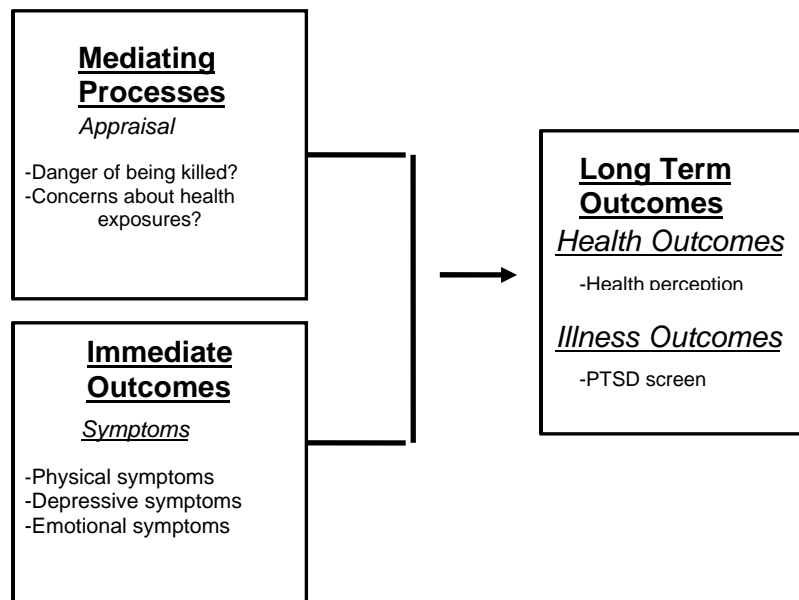 Mediating
Processes
Appraisal
-Danger of being killed?
-Concerns about health
exposures?
Immediate
Outcomes
Symptoms
-Physical symptoms
-Depressive symptoms
-Emotional symptoms
Long Term
Outcomes
Health Outcomes
-Health perception
Illness Outcomes
-PTSD screen